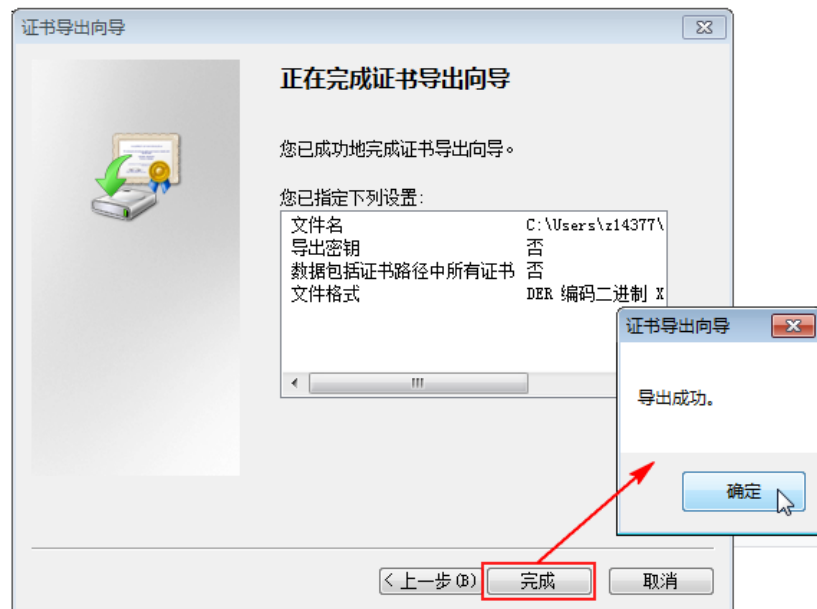 证书导出向导
正在完成证书导出向导
您已成功地完成证书导出向导。
您已指定下列设置:
文件名 C:\Users\z14377\
导出密钥 否
数据包括证书路径中所有证书 否
文件格式 DER 编码二进制 X
证书导出向导
导出成功。
确定
< 上一步(B) 完成 取消